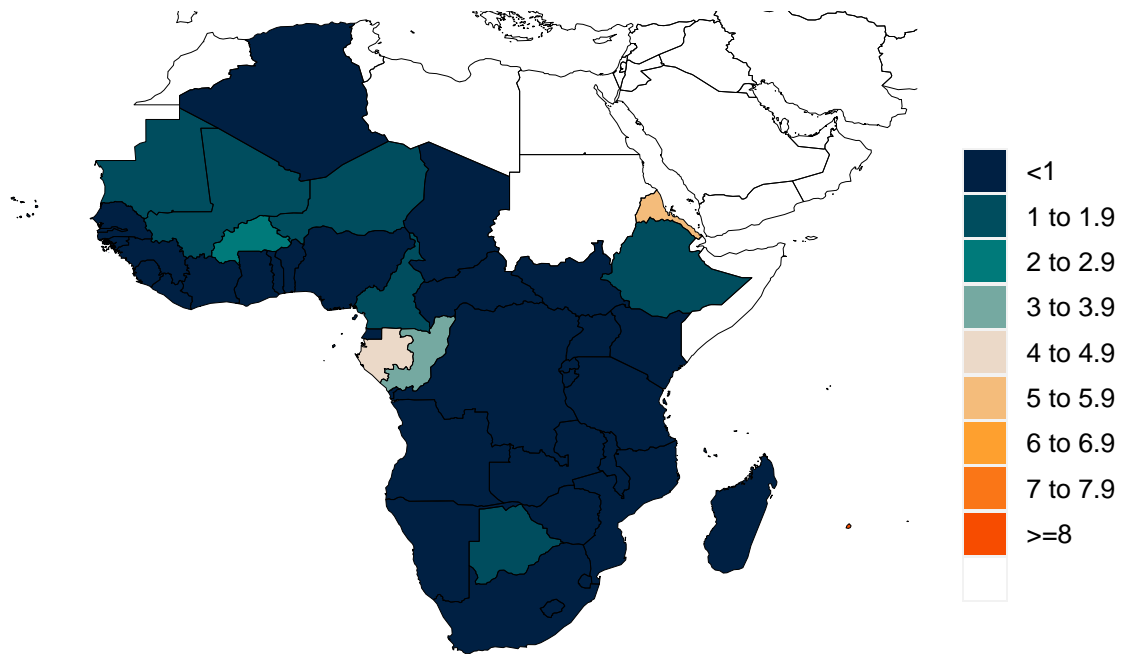 <1
1 to 1.9
2 to 2.9
3 to 3.9
4 to 4.9
5 to 5.9
6 to 6.9
7 to 7.9
>=8